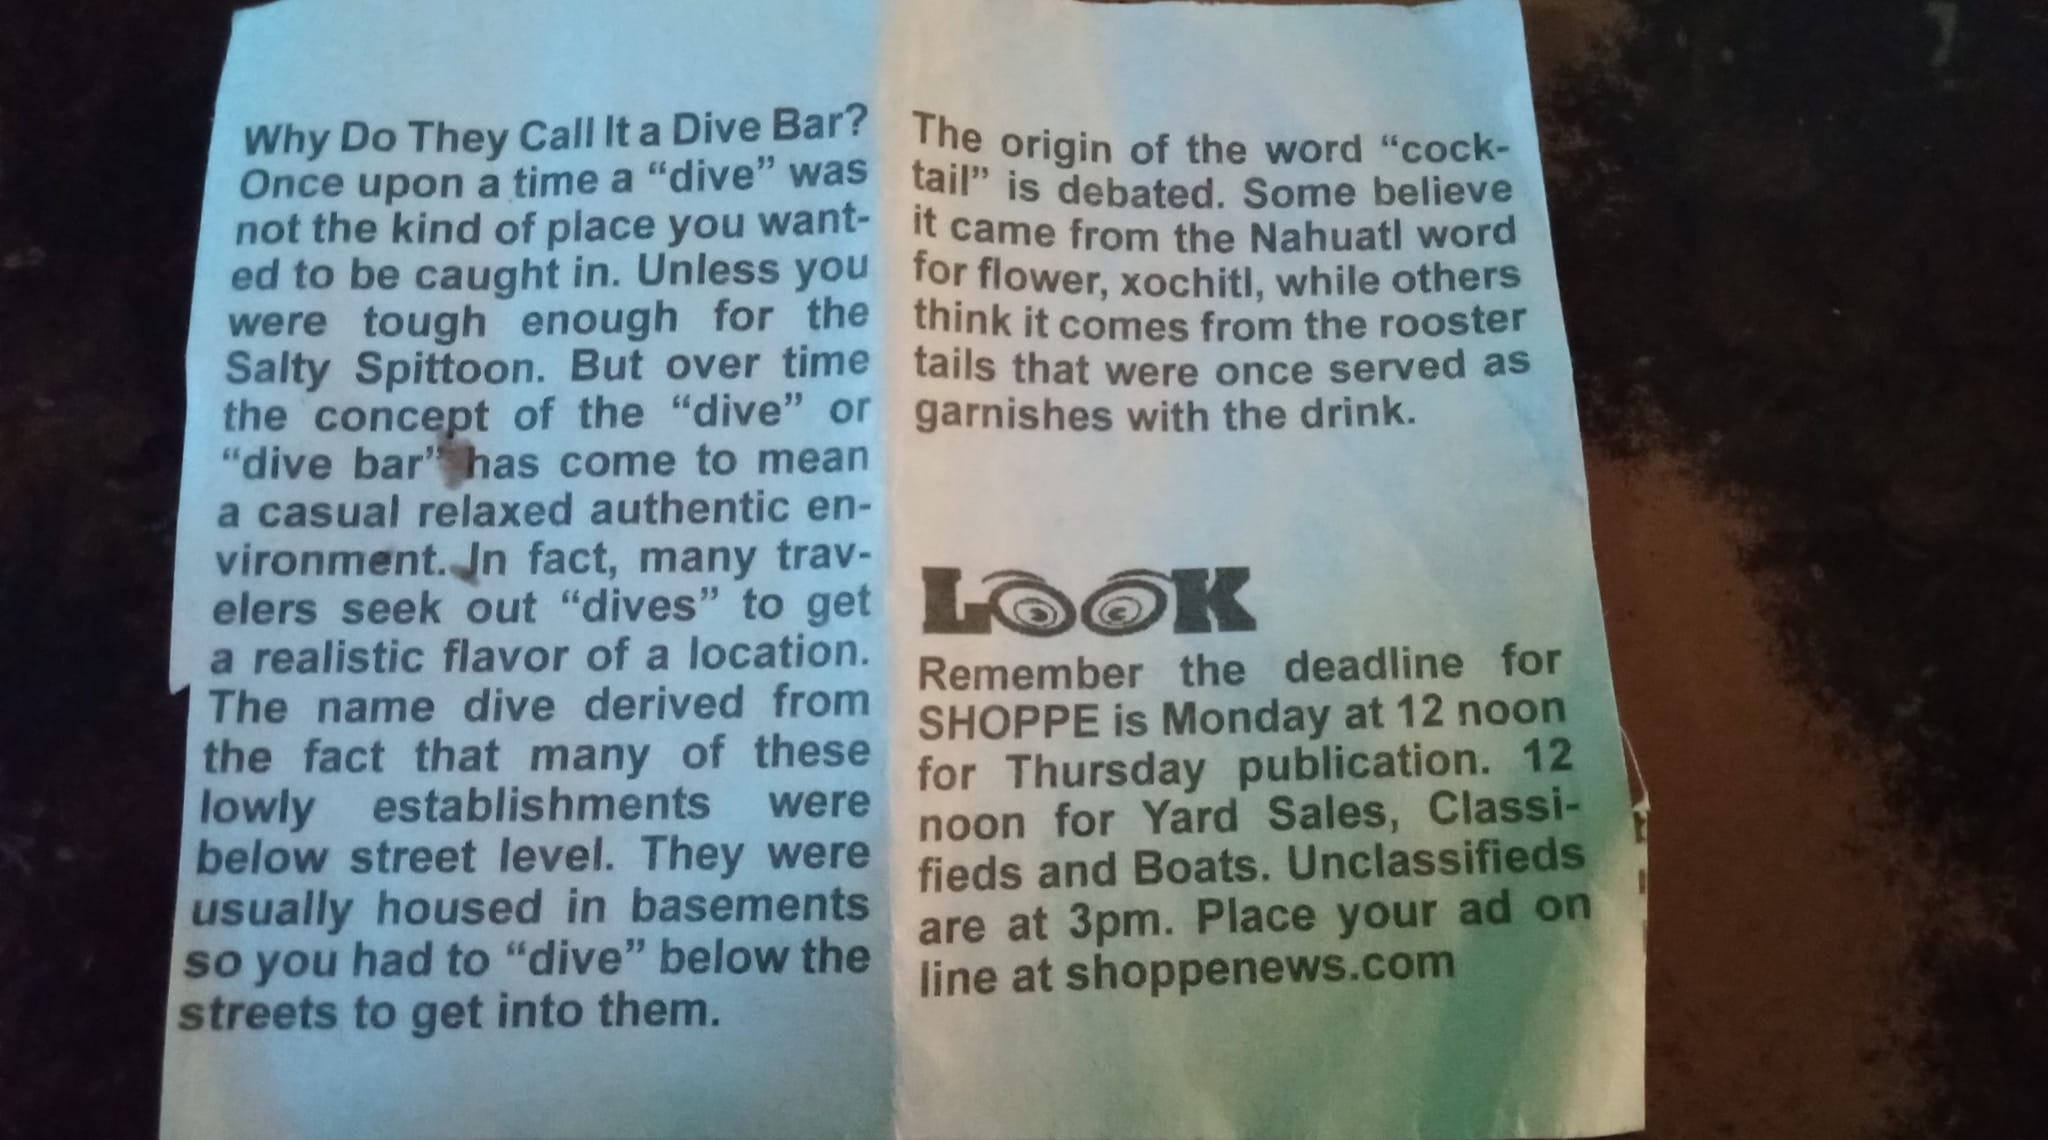 Why Do They Call It a Dive Bar?
Once upon a time a “dive” was
not the kind of place you want-
ed to be caught in. Unless you
were tough enough for the
Salty Spittoon. But over time
the concept of the “dive” or
“dive bar” has come to mean
a casual relaxed authentic en-
vironment. In fact, many trav-
elers seek out “dives” to get
a realistic flavor of a location.
The name dive derived from
the fact that many of these
lowly establishments were
below street level. They were
usually housed in basements
so you had to “dive” below the
streets to get into them.
The origin of the word “cock-
tail” is debated. Some believe
it came from the Nahuatl word
for flower, xochitl, while others
think it comes from the rooster
tails that were once served as
garnishes with the drink.
LOOK
Remember the deadline for
SHOPPE is Monday at 12 noon
for Thursday publication. 12
noon for Yard Sales, Classi-
fieds and Boats. Unclassifieds
are at 3pm. Place your ad on
line at shoppenews.com